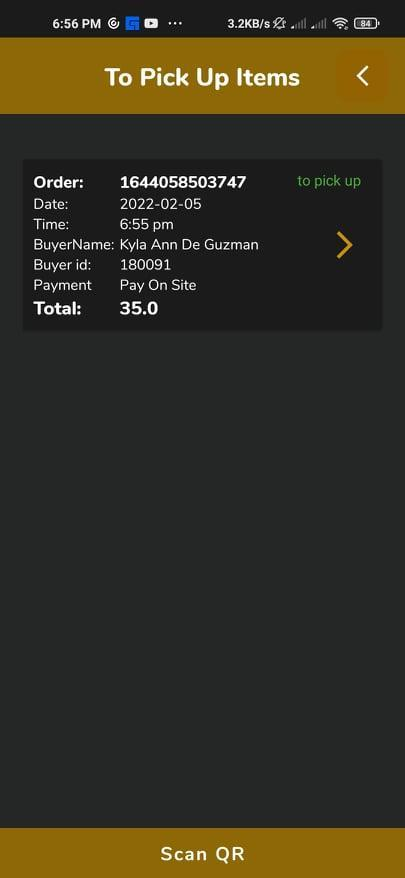 6:56 PM ... 3.2KB/s 84
To Pick Up Items
Order: 1644058503747 to pick up
Date: 2022-02-05
Time: 6:55 pm
BuyerName: Kyla Ann De Guzman
Buyer id: 180091
Payment Pay On Site
Total: 35.0
Scan QR